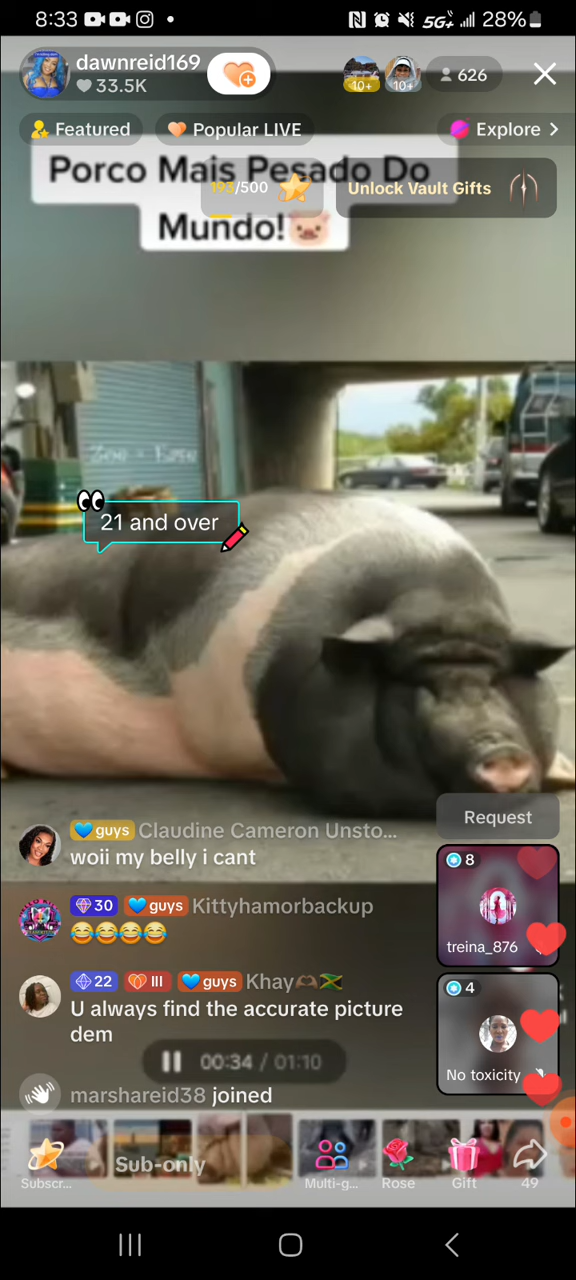 8:33
5G+
28%
dawnreid169
33.5K
10+
10+
626
Featured
Popular LIVE
Explore
Porco Mais Pesado Do
Mundo!🐷
193/500
Unlock Vault Gifts
21 and over
Request
guys Claudine Cameron Unsto...
woii my belly i cant
8
treina_876
30 guys Kittyhamorbackup
😂😂😂😂
22 III guys Khay🫶🏾🇯🇲
U always find the accurate picture
dem
4
No toxicity
00:34 / 01:10
marshareid38 joined
Subscr...
Sub-only
Multi-g...
Rose
Gift
49